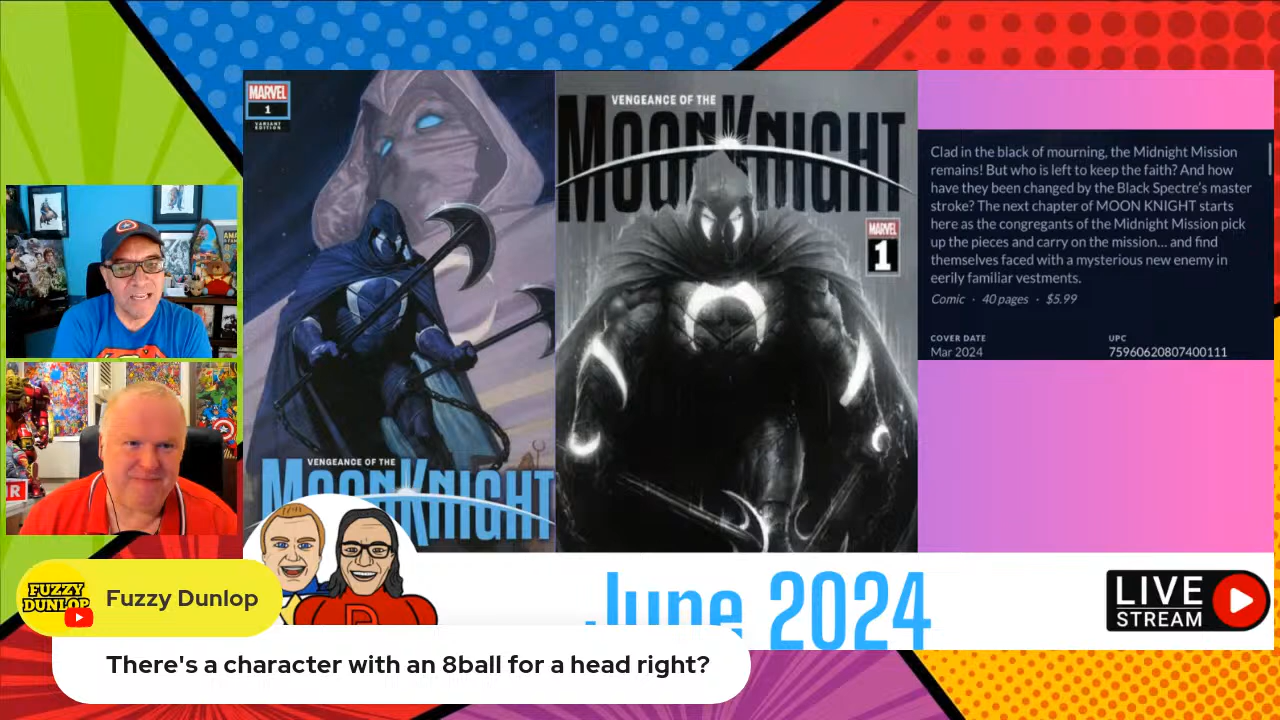 MARVEL
1
VARIANT
EDITION
VENGEANCE OF THE
MOONKNIGHT
VENGEANCE OF THE
MOONKNIGHT
MARVEL
1
Clad in the black of mourning, the Midnight Mission
remains! But who is left to keep the faith? And how
have they been changed by the Black Spectre's master
stroke? The next chapter of MOON KNIGHT starts
here as the congregants of the Midnight Mission pick
up the pieces and carry on the mission... and find
themselves faced with a mysterious new enemy in
eerily familiar vestments.
Comic · 40 pages · $5.99
COVER DATE
Mar 2024
UPC
75960620807400111
R
FUZZY
DUNLOP
Fuzzy Dunlop
There's a character with an 8ball for a head right?
June 2024
LIVE
STREAM